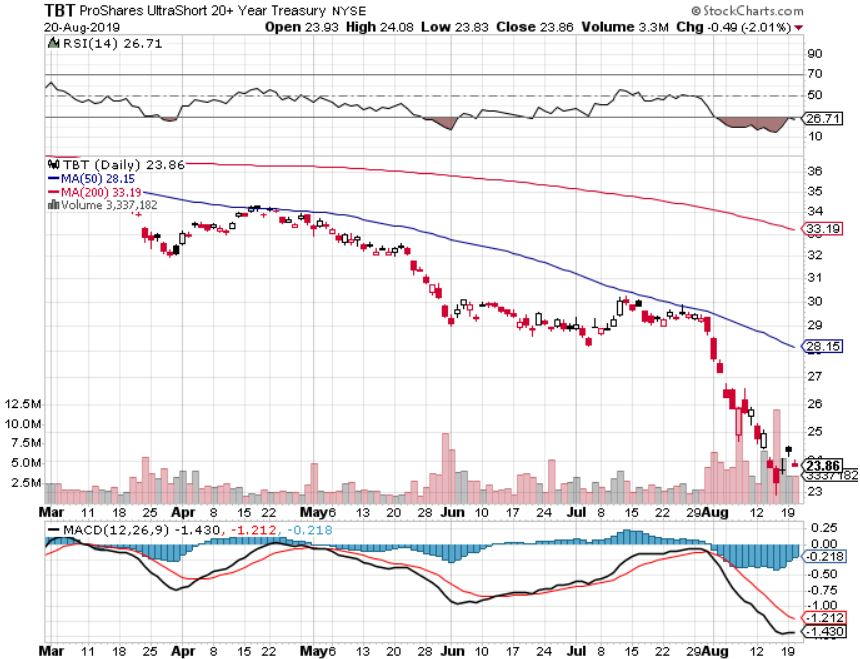 TBT ProShares UltraShort 20+ Year Treasury NYSE © StockCharts.com
20-Aug-2019 Open 23.93 High 24.08 Low 23.83 Close 23.86 Volume 3.3M Chg -0.49 (-2.01%)
RSI(14) 26.71
90
70
50
26.71
10
TBT (Daily) 23.86
MA(50) 28.15
MA(200) 33.19
Volume 3,337,182
36
35
34
33.19
32
31
30
29
28.15
27
26
25
23.86
3337182
23
12.5M
10.0M
7.5M
5.0M
2.5M
Mar 11 18 25 Apr 8 15 22 May 6 13 20 28 Jun 10 17 24 Jul 8 15 22 29 Aug 12 19
MACD(12,26,9) -1.430, -1.212, -0.218
0.25
0.00
-0.218
-0.50
-0.75
-1.00
-1.212
-1.430
Mar 11 18 25 Apr 8 15 22 May 6 13 20 28 Jun 10 17 24 Jul 8 15 22 29 Aug 12 19